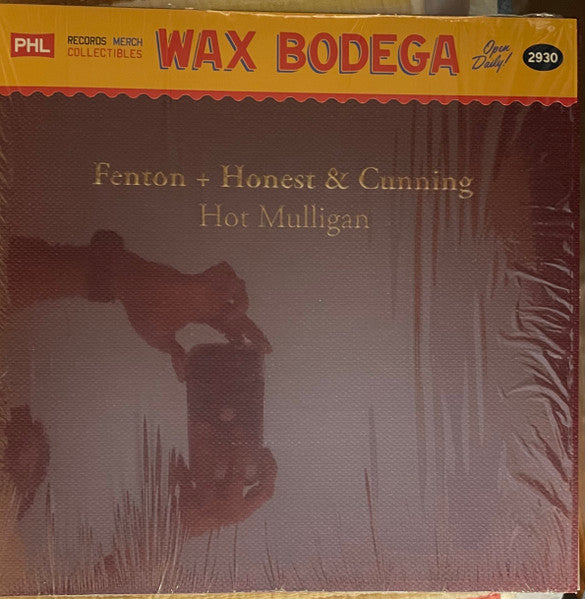 PHL
RECORDS MERCH
COLLECTIBLES
WAX BODEGA
Open
Daily!
2930
Fenton + Honest & Cunning
Hot Mulligan